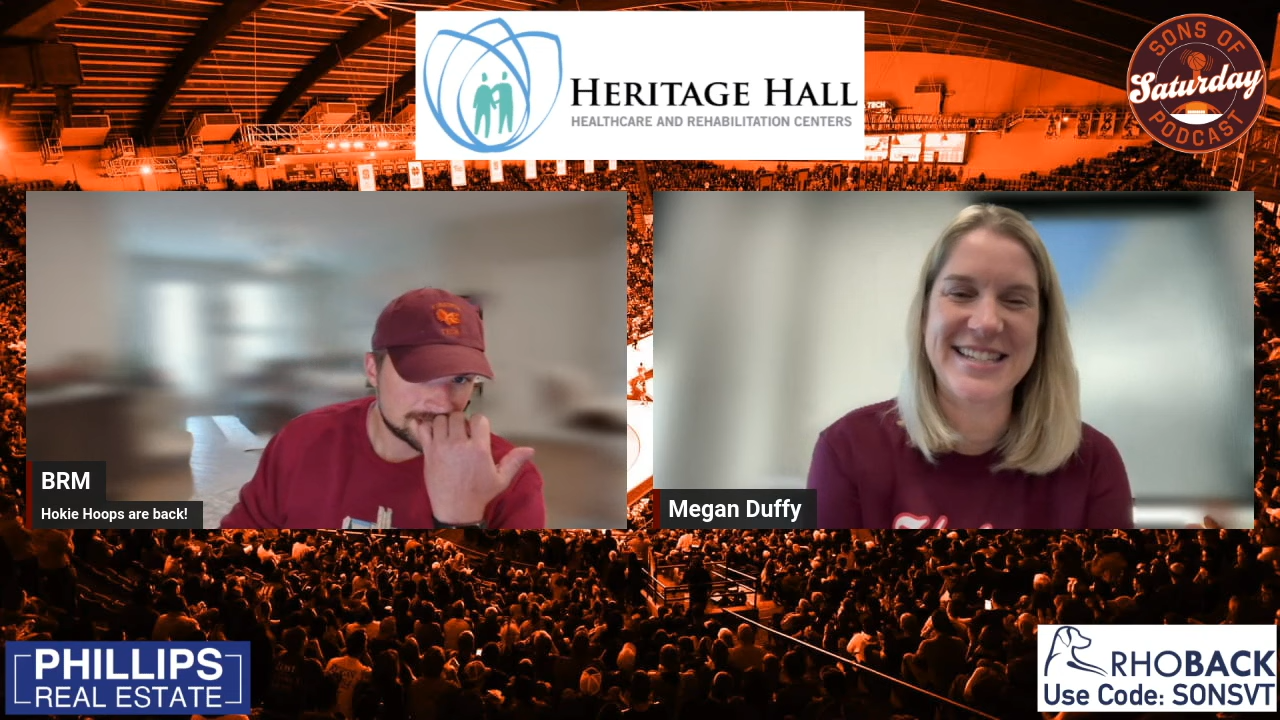 HERITAGE HALL
HEALTHCARE AND REHABILITATION CENTERS
SONS OF
Saturday
PODCAST
TECH
BRM
Hokie Hoops are back!
Megan Duffy
PHILLIPS
REAL ESTATE
RHOBACK
Use Code: SONSVT